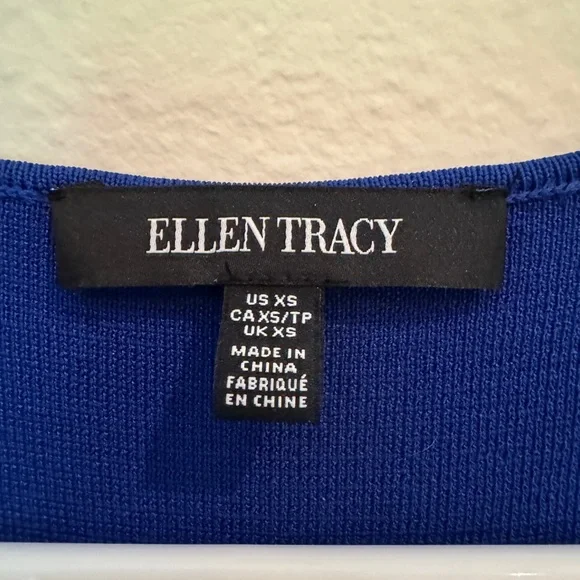 ELLEN TRACY
US XS
CA XS/TP
UK XS
MADE IN
CHINA
FABRIQUÉ
EN CHINE